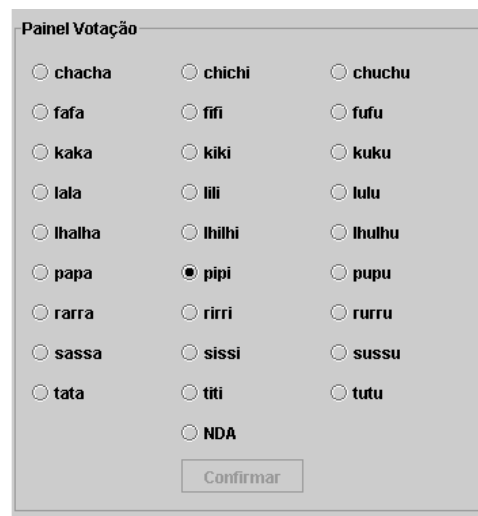 Painel Votação
chacha chichi chuchu
fafa fifi fufu
kaka kiki kuku
lala lili lulu
lhalha lhilhi lhulhu
papa pipi pupu
rarra rirri rurru
sassa sissi sussu
tata titi tutu
NDA
Confirmar